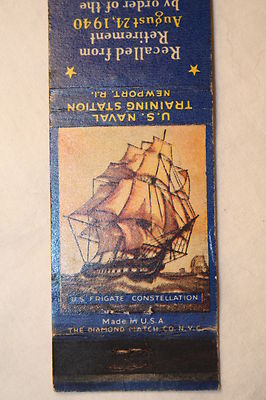 Recalled from
Retirement
by order of the
August 24, 1940
U.S. NAVAL
TRAINING STATION
NEWPORT, R.I.
U.S. FRIGATE CONSTELLATION
Made in U.S.A.
THE DIAMOND MATCH CO. N.Y.C.